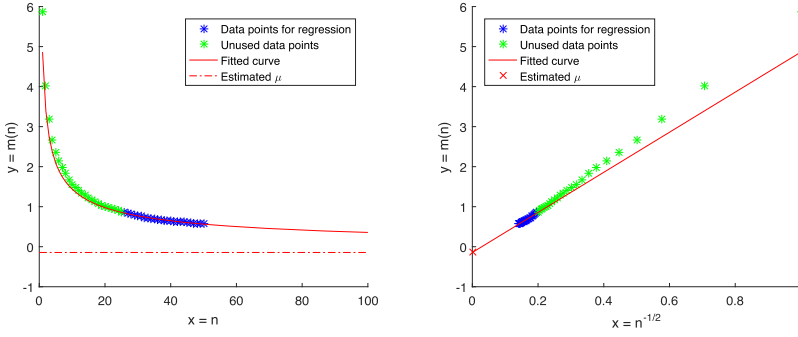 6
5
4
3
2
1
0
-1
y = m(n)
Data points for regression
Unused data points
Fitted curve
Estimated μ
0
20
40
60
80
100
x = n
6
5
4
3
2
1
0
-1
y = m(n)
Data points for regression
Unused data points
Fitted curve
Estimated μ
0
0.2
0.4
0.6
0.8
x = n^{-1/2}